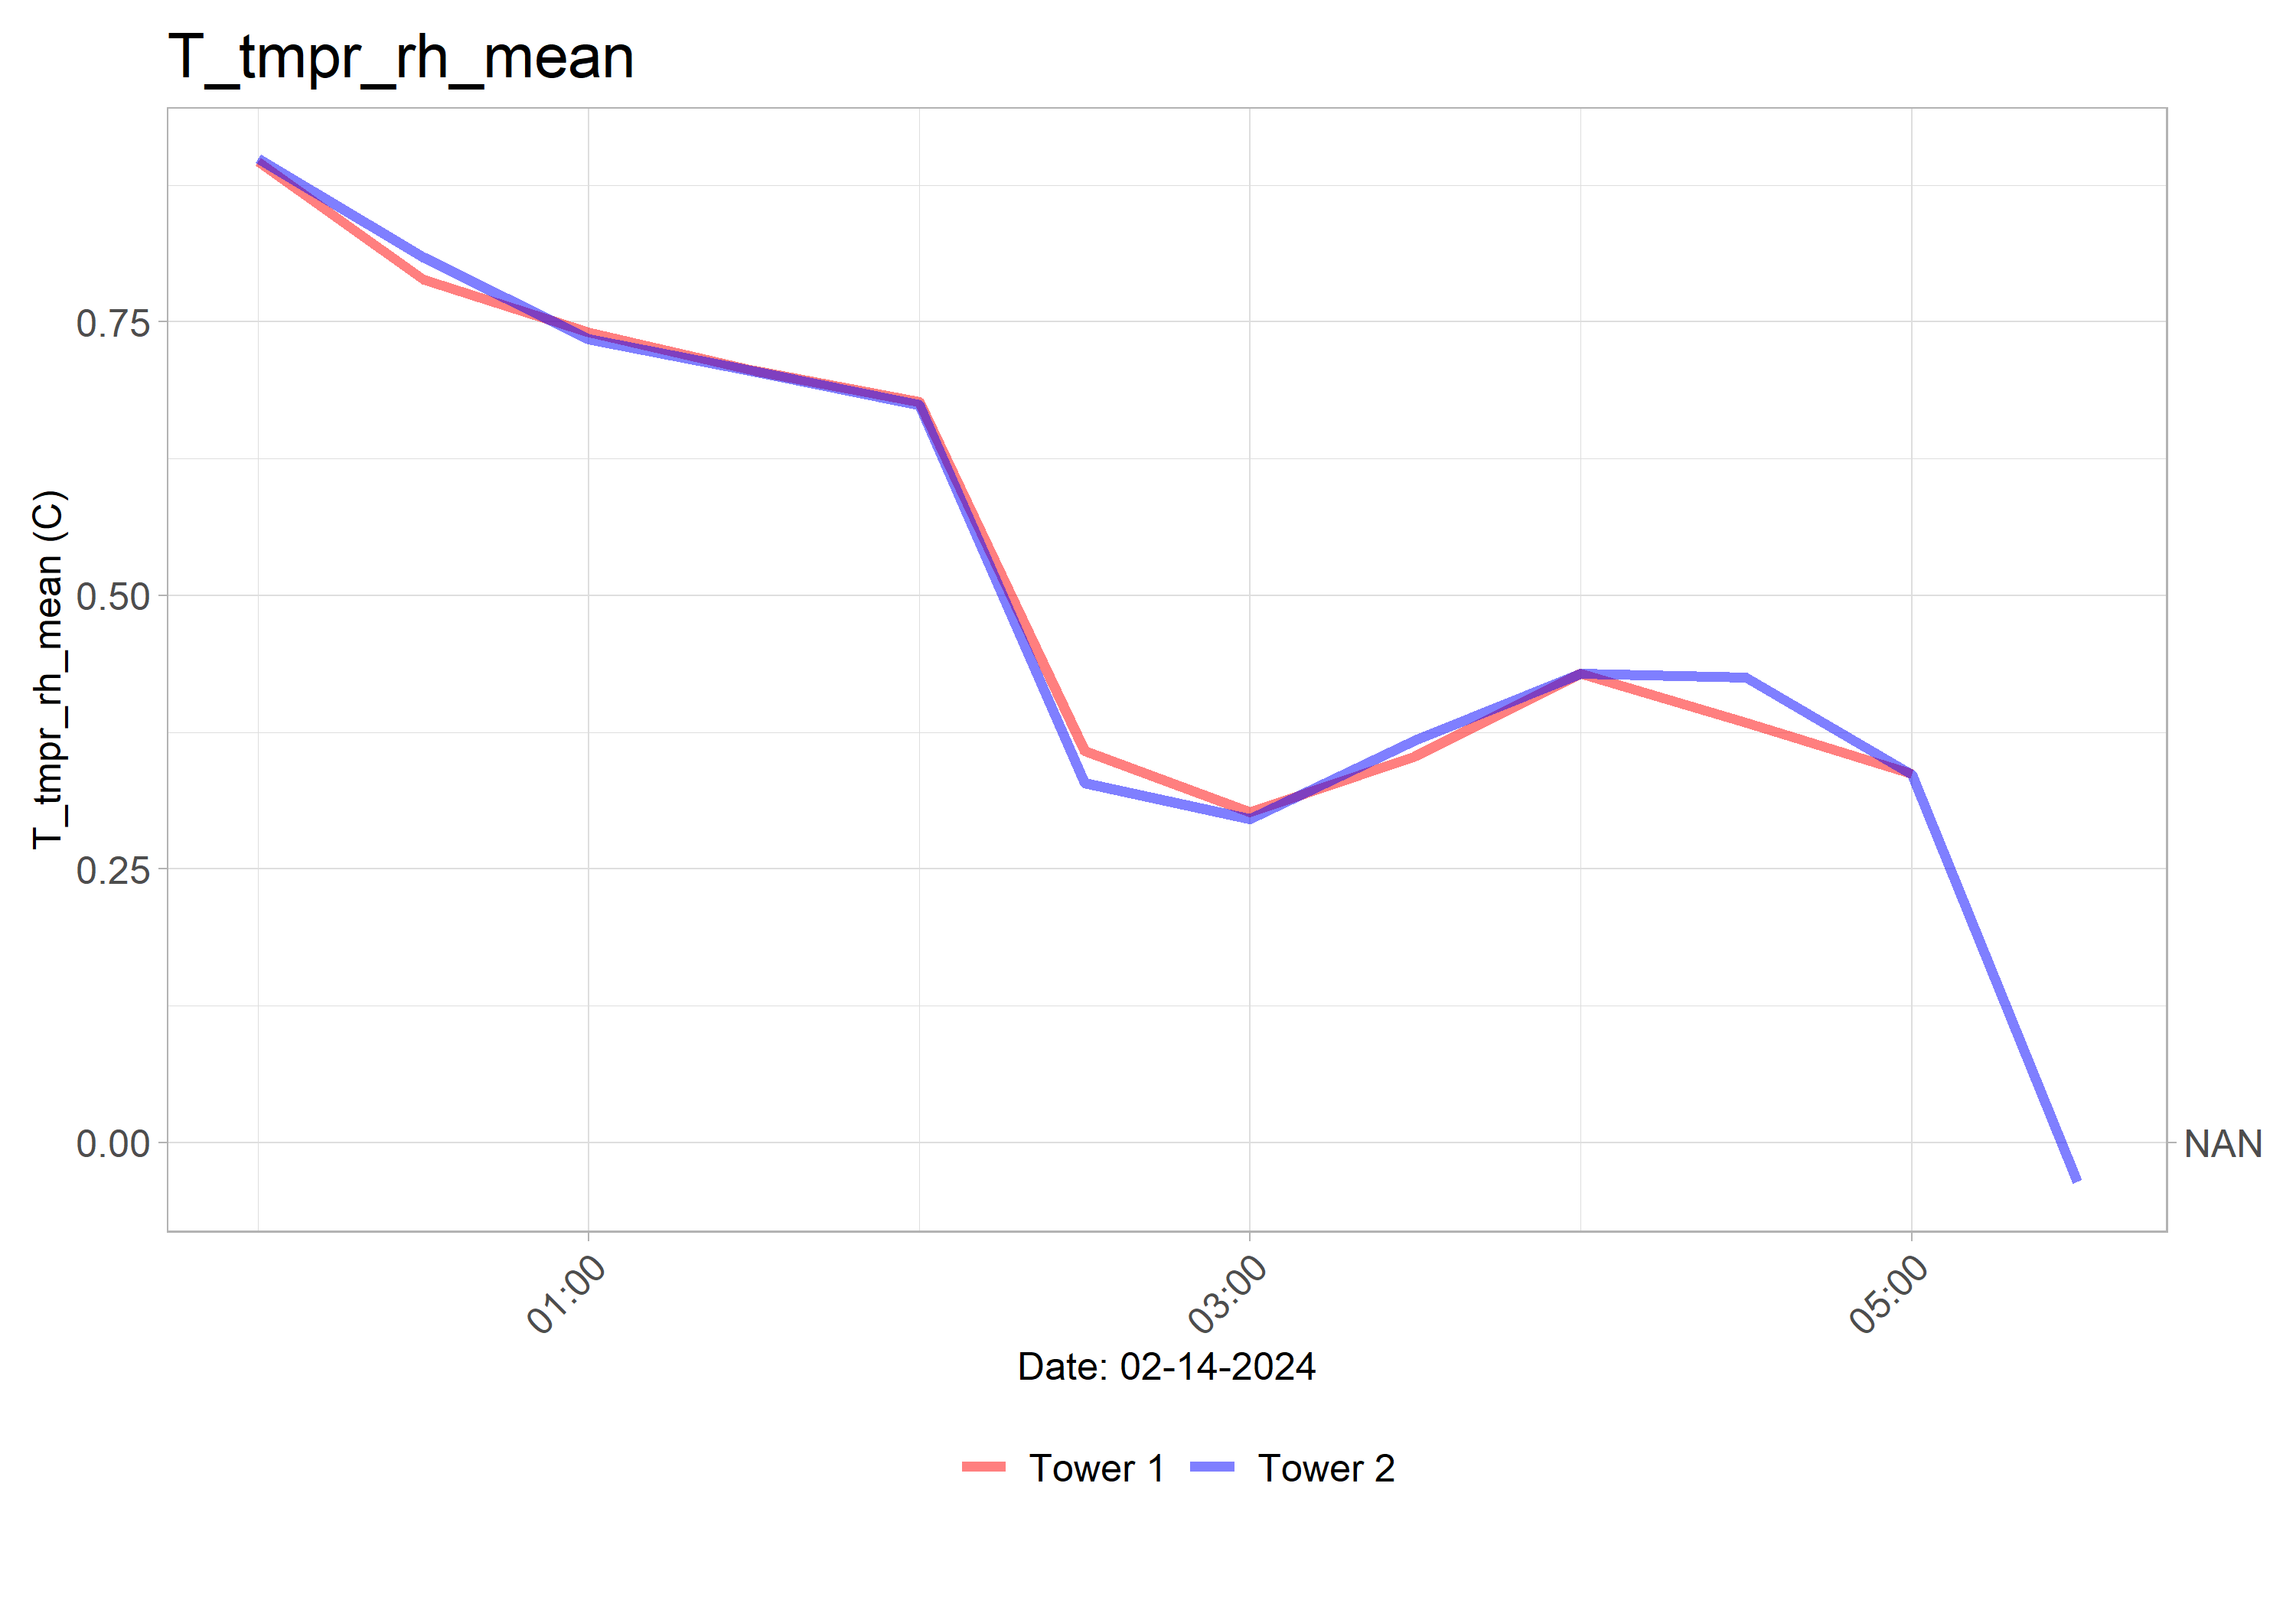 T_tmpr_rh_mean
T_tmpr_rh_mean (C)
0.75
0.50
0.25
0.00
NAN
01:00
03:00
05:00
Date: 02-14-2024
Tower 1
Tower 2